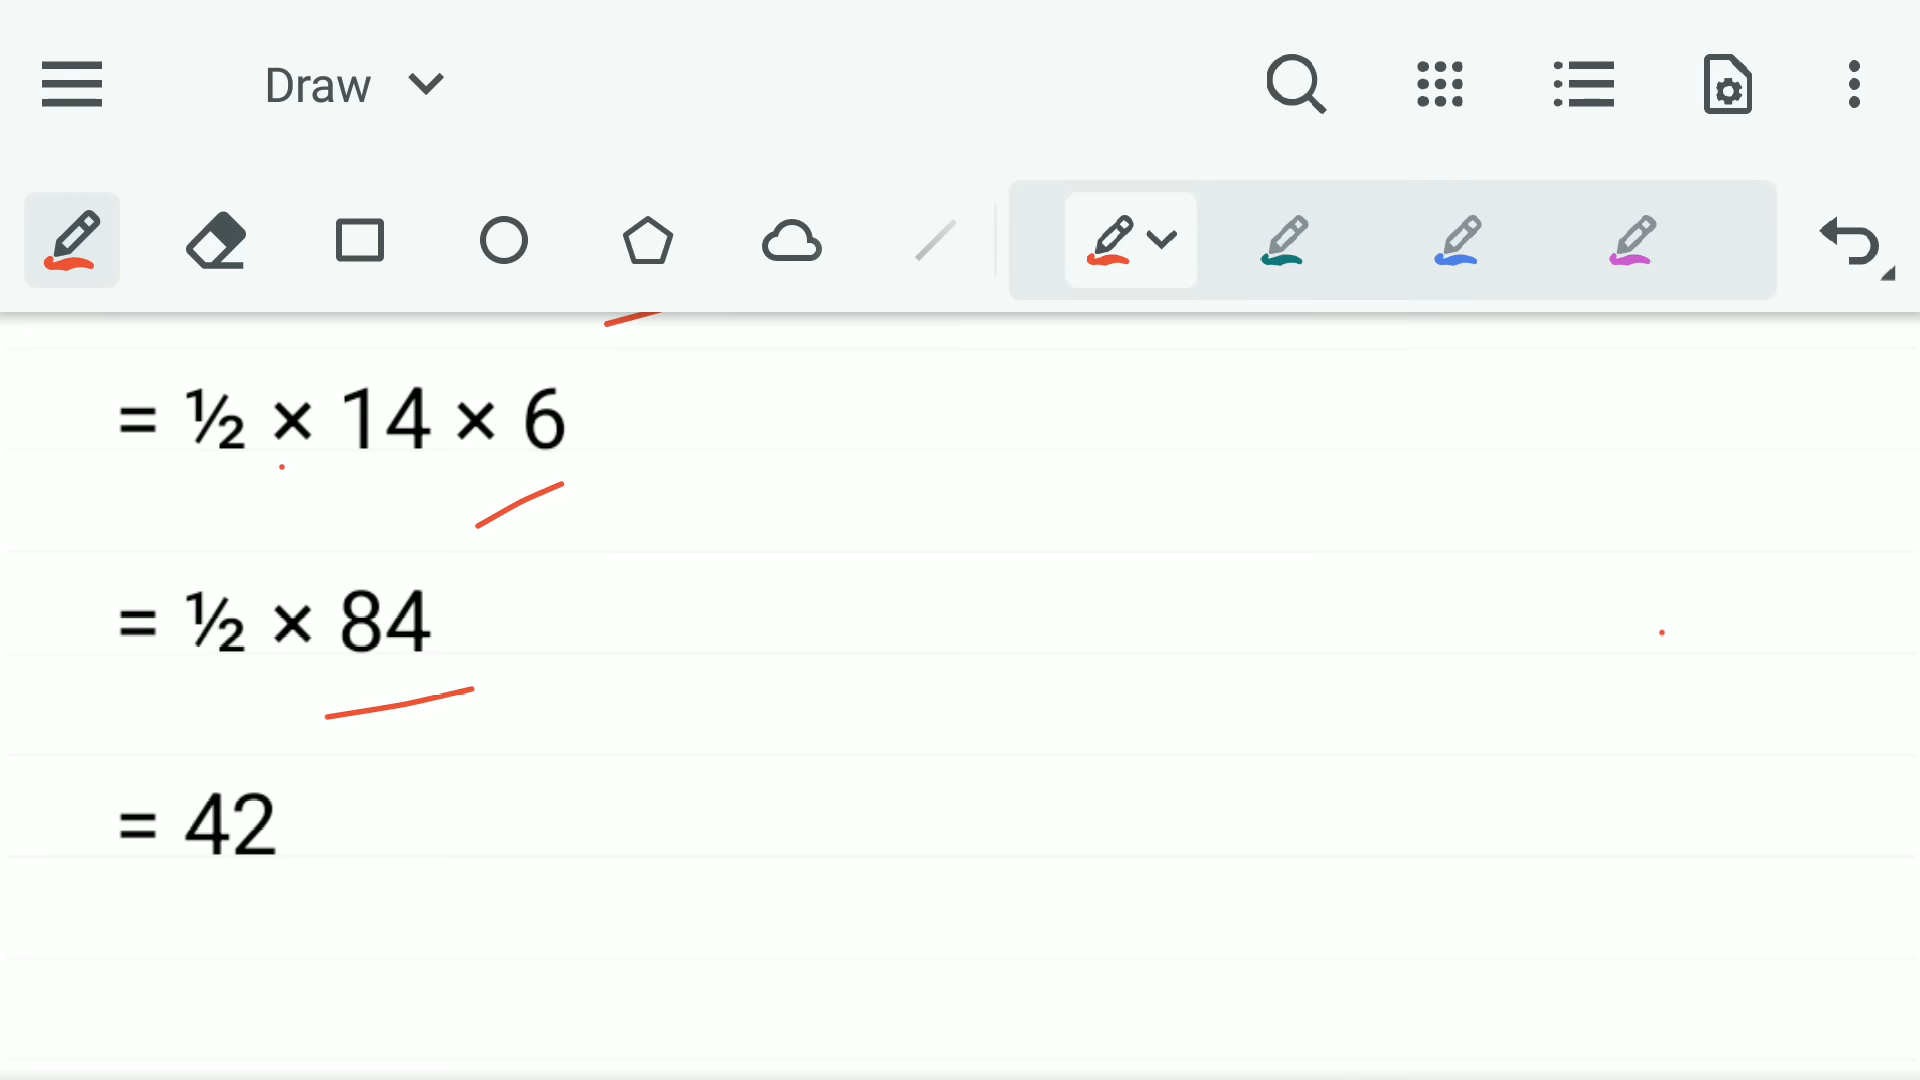 Draw
= ½ × 14 × 6
= ½ × 84
= 42